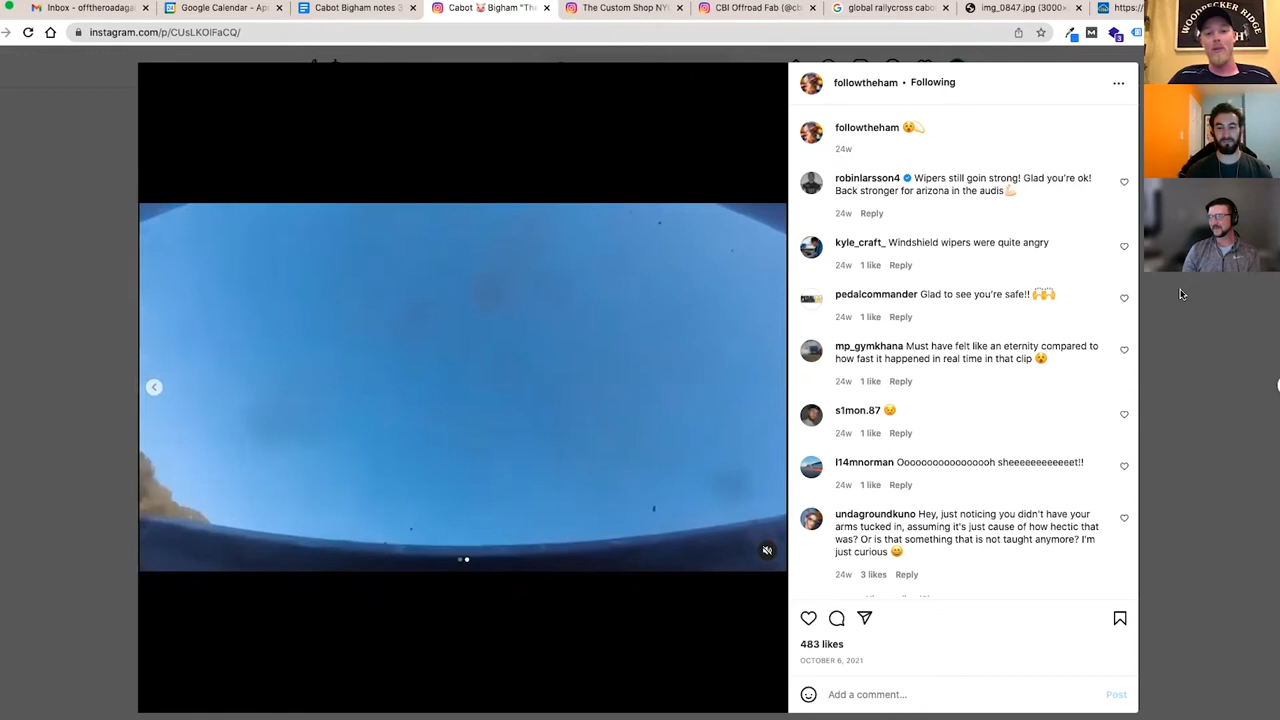 Inbox - offtheroadaga
Google Calendar - Apr
Cabot Bigham notes 3
Cabot 🐷 Bigham "The
The Custom Shop NYC
CBI Offroad Fab (@cb
global rallycross cabo
img_0847.jpg (3000×
https:/
instagram.com/p/CUsLKOlFaCQ/
WOODPECKER RIDGE
followtheham • Following
followtheham 😵💫
24w
robinlarsson4 Wipers still goin strong! Glad you're ok!
Back stronger for arizona in the audis💪🏻
24w Reply
kyle_craft_ Windshield wipers were quite angry
24w 1 like Reply
pedalcommander Glad to see you're safe!! 🙌🙌
24w 1 like Reply
mp_gymkhana Must have felt like an eternity compared to
how fast it happened in real time in that clip 😵
24w 1 like Reply
s1mon.87 😣
24w 1 like Reply
l14mnorman Oooooooooooooooh sheeeeeeeeeeet!!
24w 1 like Reply
undagroundkuno Hey, just noticing you didn't have your
arms tucked in, assuming it's just cause of how hectic that
was? Or is that something that is not taught anymore? I'm
just curious 😄
24w 3 likes Reply
483 likes
OCTOBER 6, 2021
Add a comment...
Post